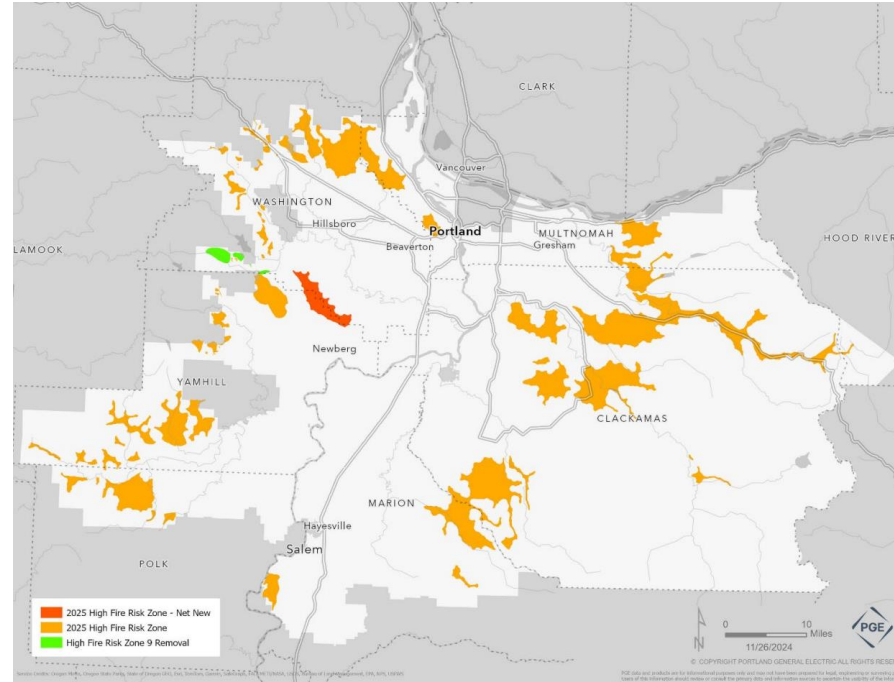 CLARK
Vancouver
WASHINGTON
Hillsboro
Portland
MULTNOMAH
Beaverton
Gresham
HOOD RIVER
LAMOOK
Newberg
YAMHILL
CLACKAMAS
MARION
Hayesville
Salem
POLK
2025 High Fire Risk Zone - Net New
2025 High Fire Risk Zone
High Fire Risk Zone 9 Removal
N
0 10
Miles
11/26/2024
PGE
© COPYRIGHT PORTLAND GENERAL ELECTRIC ALL RIGHTS RESE